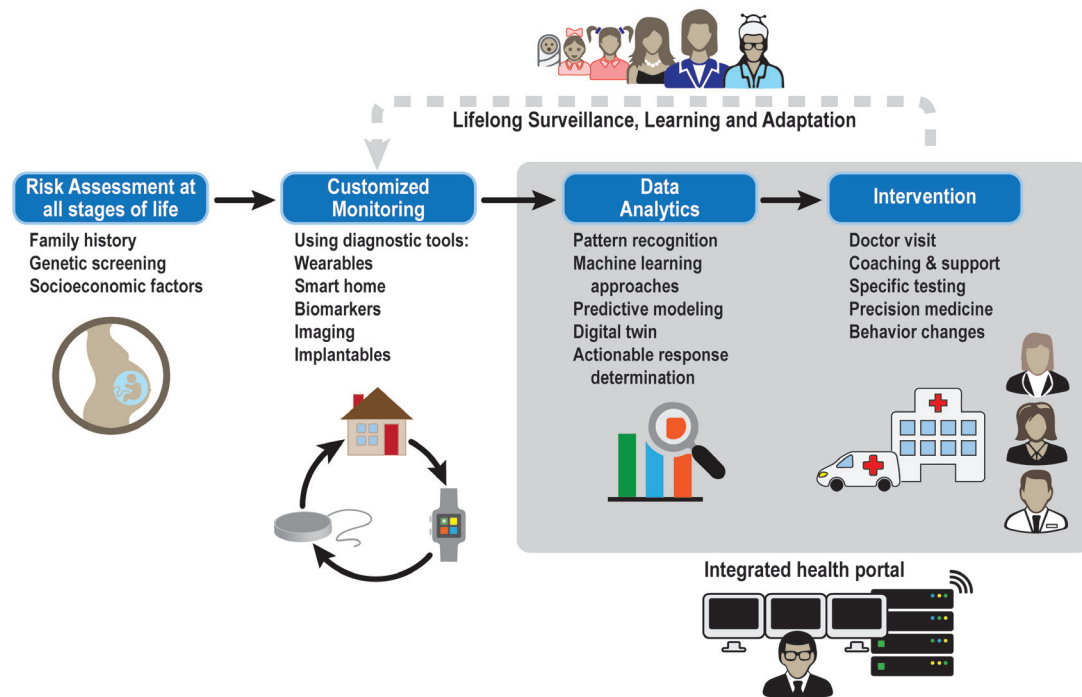 Lifelong Surveillance, Learning and Adaptation
Risk Assessment at
all stages of life
Family history
Genetic screening
Socioeconomic factors
Customized
Monitoring
Using diagnostic tools:
Wearables
Smart home
Biomarkers
Imaging
Implantables
Data
Analytics
Pattern recognition
Machine learning
approaches
Predictive modeling
Digital twin
Actionable response
determination
Intervention
Doctor visit
Coaching & support
Specific testing
Precision medicine
Behavior changes
Integrated health portal